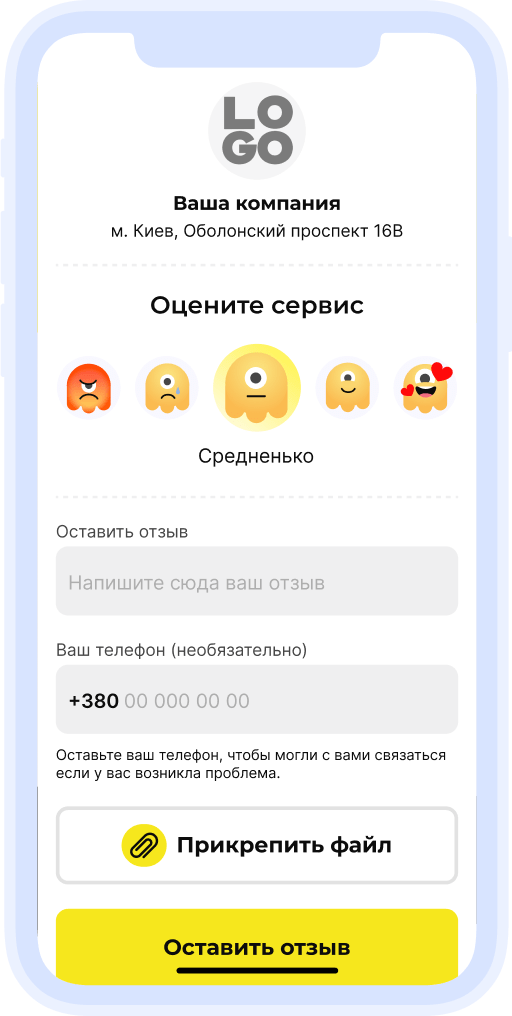 LO
GO
Ваша компания
м. Киев, Оболонский проспект 16В
Оцените сервис
Средненько
Оставить отзыв
Напишите сюда ваш отзыв
Ваш телефон (необязательно)
+380 00 000 00 00
Оставьте ваш телефон, чтобы могли с вами связаться
если у вас возникла проблема.
Прикрепить файл
Оставить отзыв